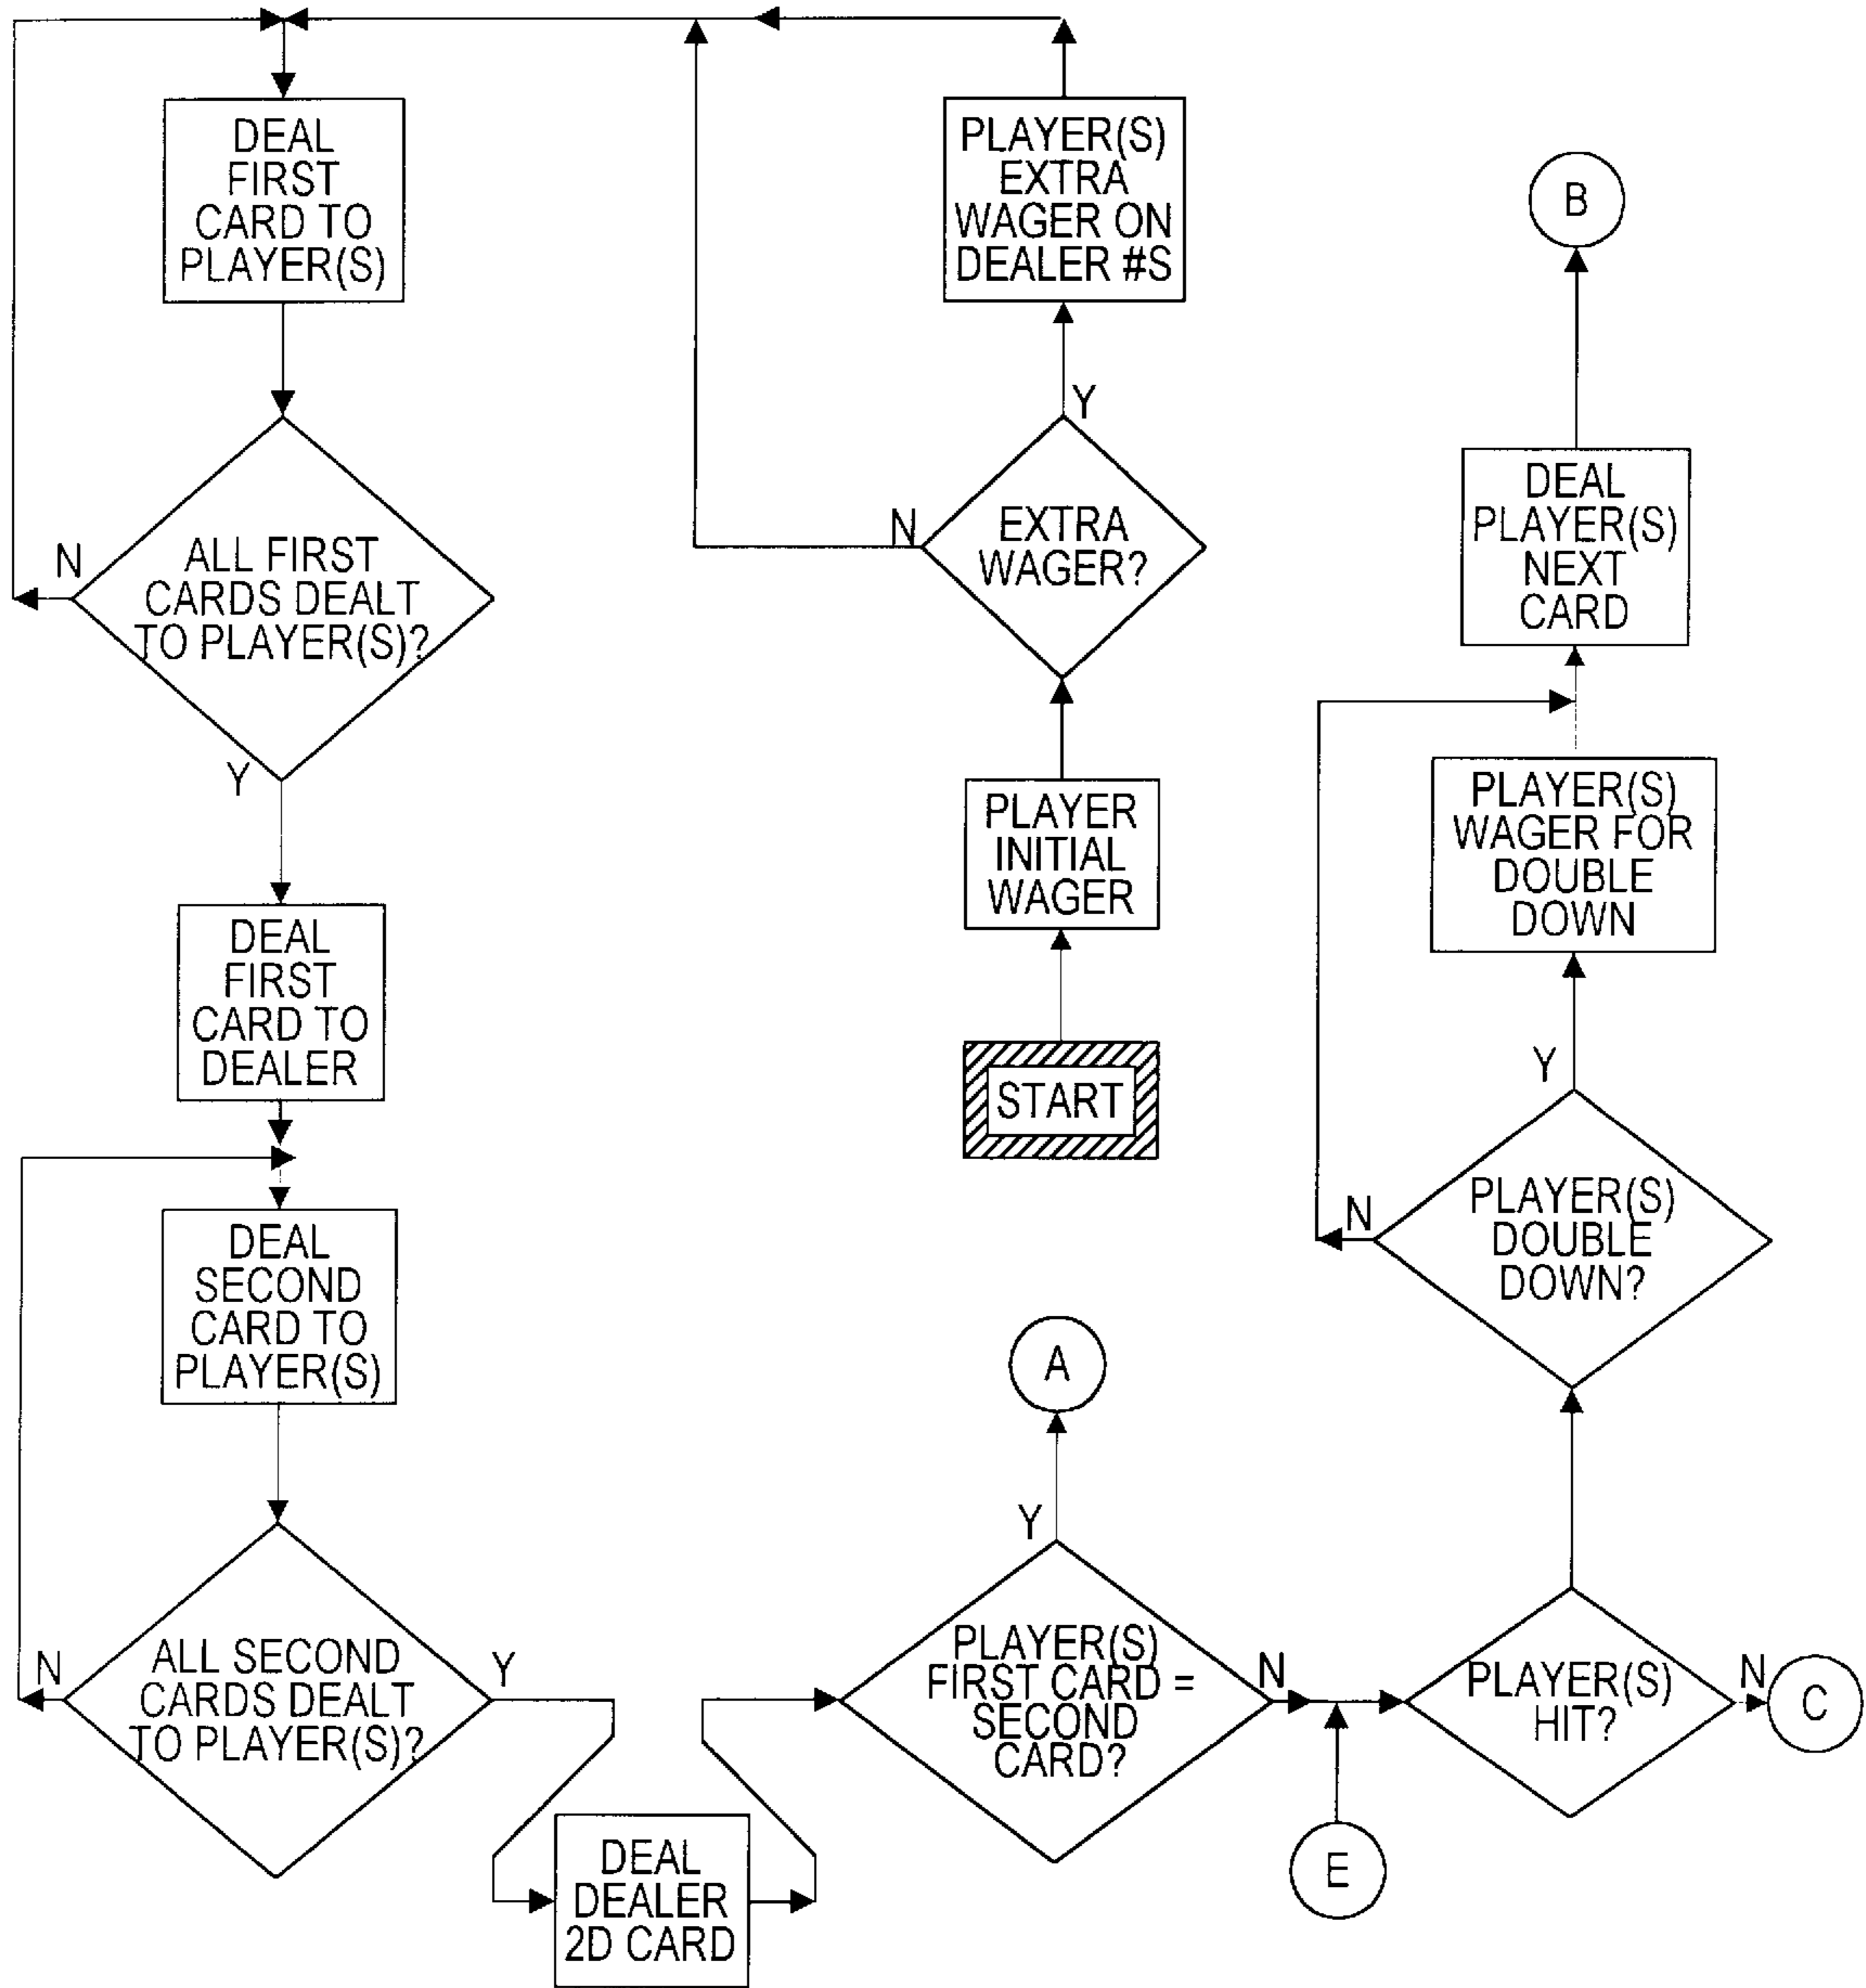 DEAL
FIRST
CARD TO
PLAYER(S)
N
ALL FIRST
CARDS DEALT
TO PLAYER(S)?
Y
DEAL
FIRST
CARD TO
DEALER
DEAL
SECOND
CARD TO
PLAYER(S)
N
ALL SECOND
CARDS DEALT
TO PLAYER(S)?
Y
DEAL
DEALER
2D CARD
PLAYER(S)
EXTRA
WAGER ON
DEALER #S
Y
N
EXTRA
WAGER?
PLAYER
INITIAL
WAGER
START
A
Y
PLAYER(S)
FIRST CARD =
SECOND
CARD?
N
E
B
DEAL
PLAYER(S)
NEXT
CARD
PLAYER(S)
WAGER FOR
DOUBLE
DOWN
Y
N
PLAYER(S)
DOUBLE
DOWN?
PLAYER(S)
HIT?
N
C